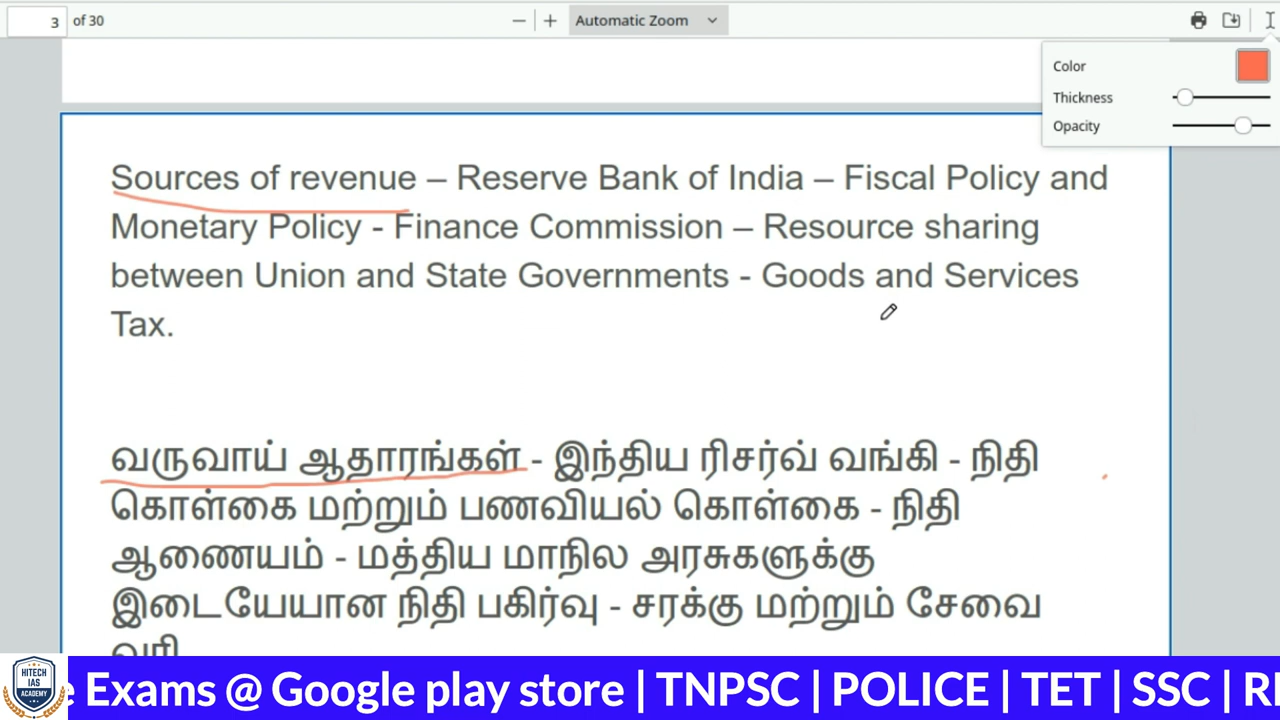 3 of 30
Automatic Zoom
Color
Thickness
Opacity
Sources of revenue – Reserve Bank of India – Fiscal Policy and
Monetary Policy - Finance Commission – Resource sharing
between Union and State Governments - Goods and Services
Tax.
வருவாய் ஆதாரங்கள் - இந்திய ரிசர்வ் வங்கி - நிதி
கொள்கை மற்றும் பணவியல் கொள்கை - நிதி
ஆணையம் - மத்திய மாநில அரசுகளுக்கு
இடையேயான நிதி பகிர்வு - சரக்கு மற்றும் சேவை
வரி
HITECH
IAS
ACADEMY
e Exams @ Google play store | TNPSC | POLICE | TET | SSC | R